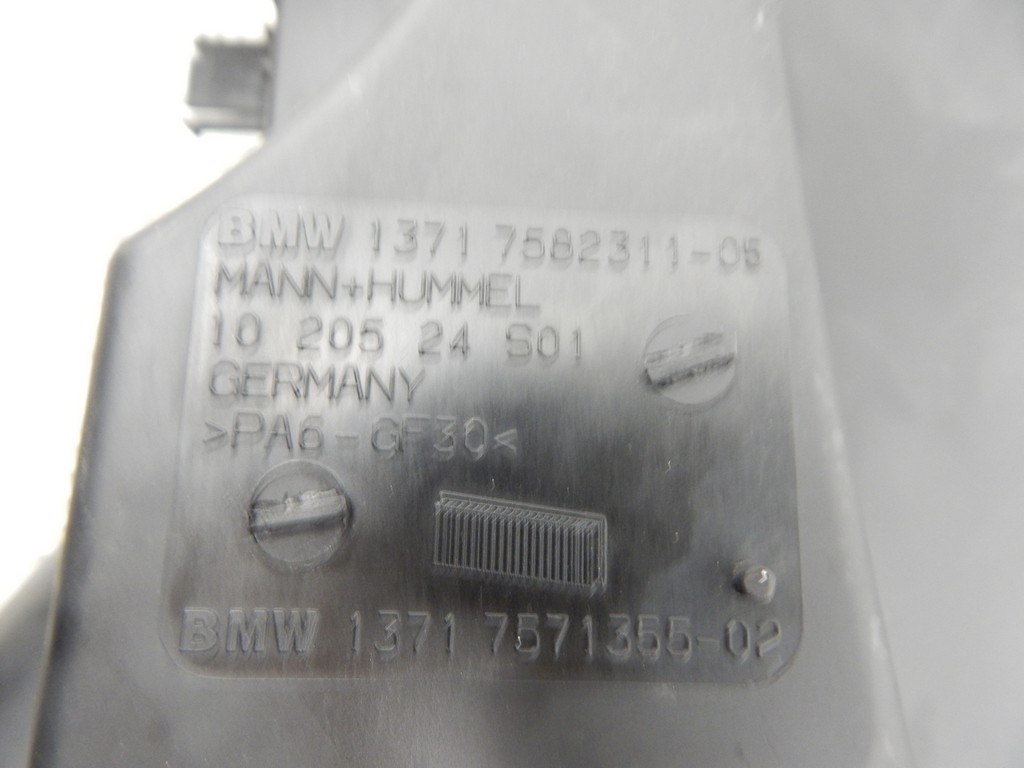 BMW 1371 7582311-05
MANN+HUMMEL
10 205 24 S01
GERMANY
>PA6-GF30<
BMW 1371 7571355-02